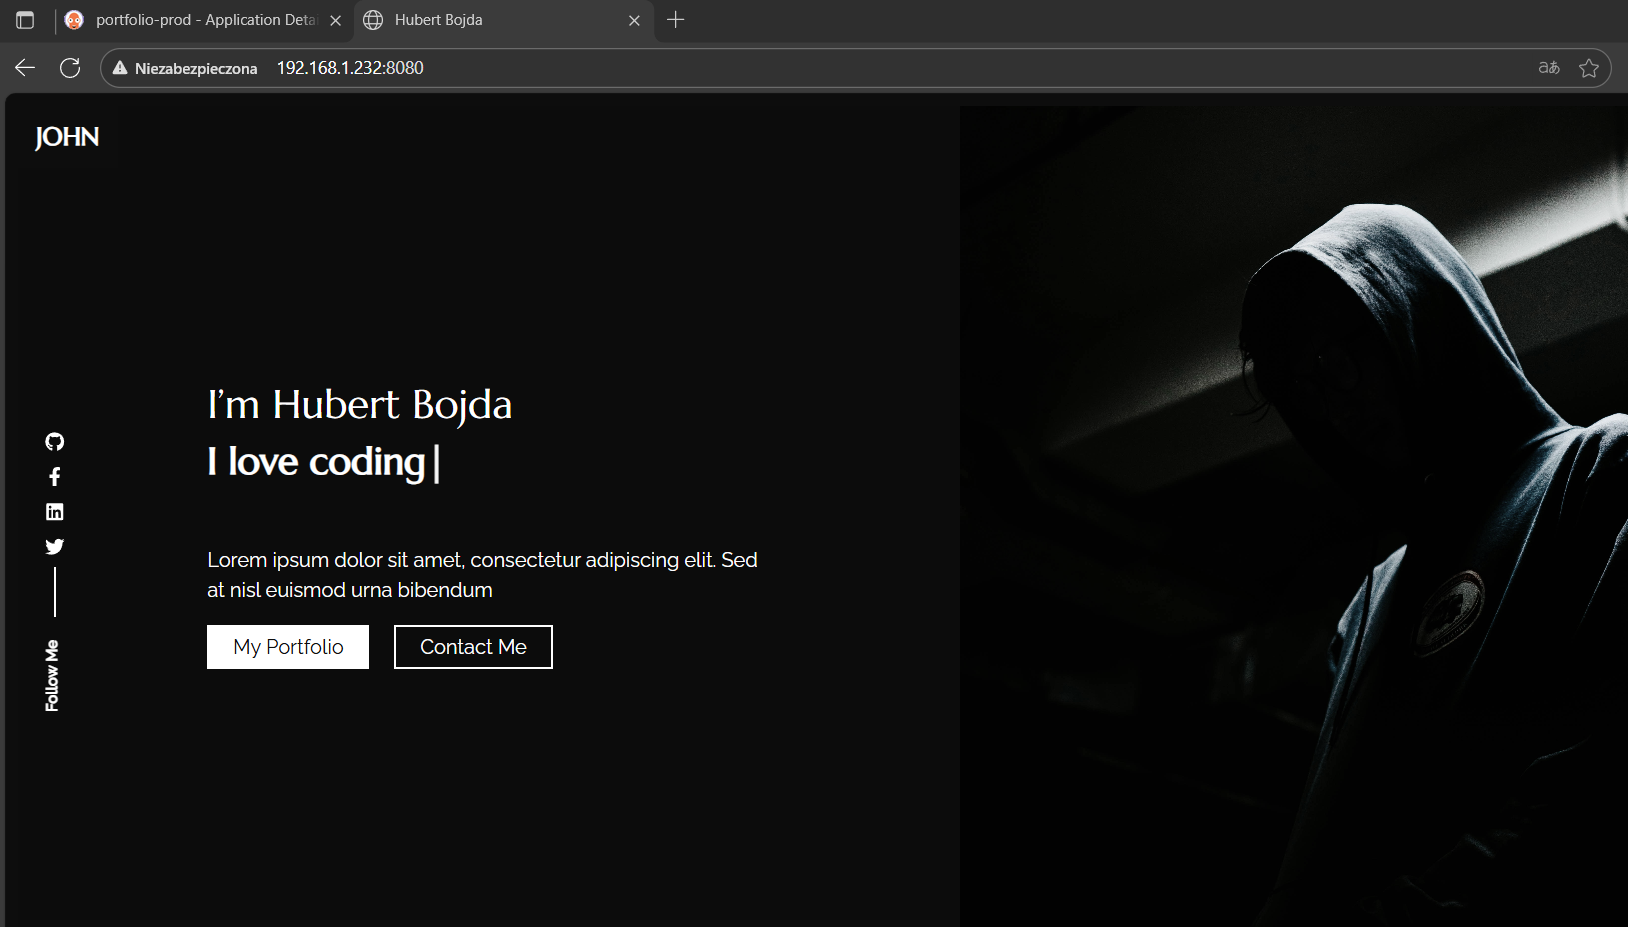 portfolio-prod - Application Deta
Hubert Bojda
Niezabezpieczona 192.168.1.232:8080
JOHN
I'm Hubert Bojda
I love coding|
Lorem ipsum dolor sit amet, consectetur adipiscing elit. Sed
at nisl euismod urna bibendum
My Portfolio Contact Me
Follow Me